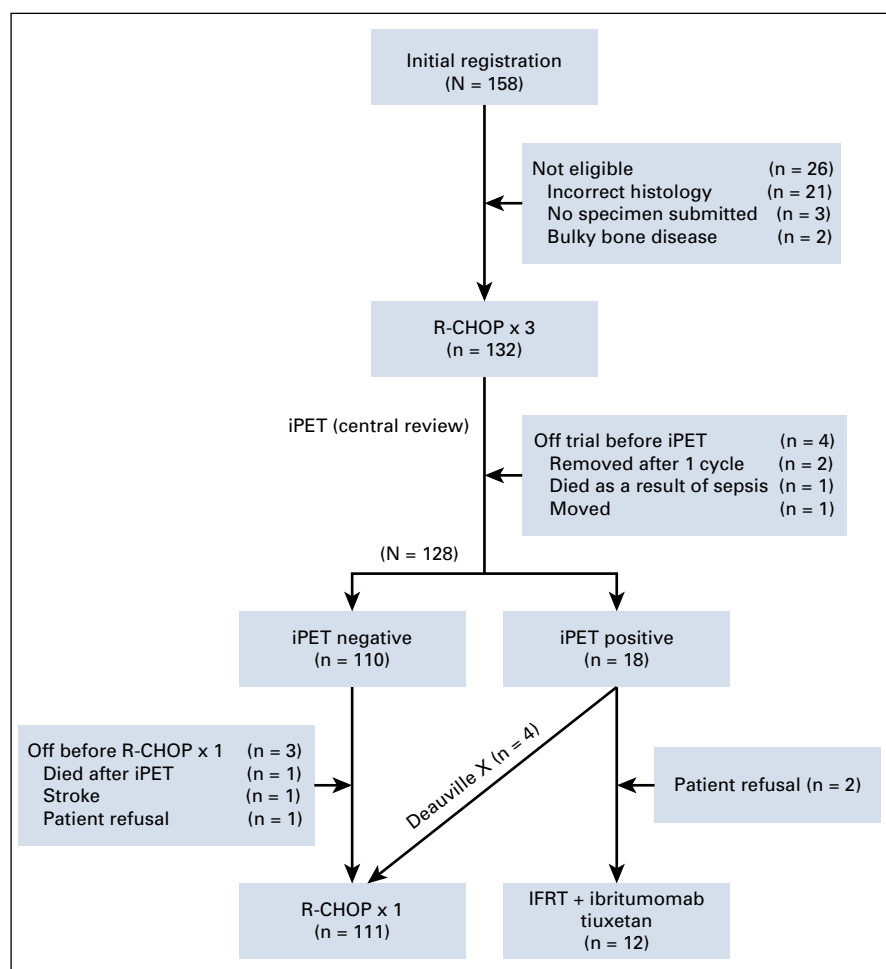 Initial registration
(N = 158)
Not eligible (n = 26)
Incorrect histology (n = 21)
No specimen submitted (n = 3)
Bulky bone disease (n = 2)
R-CHOP x 3
(n = 132)
iPET (central review)
Off trial before iPET (n = 4)
Removed after 1 cycle (n = 2)
Died as a result of sepsis (n = 1)
Moved (n = 1)
(N = 128)
iPET negative
(n = 110)
iPET positive
(n = 18)
Off before R-CHOP x 1 (n = 3)
Died after iPET (n = 1)
Stroke (n = 1)
Patient refusal (n = 1)
Deauville X (n = 4)
Patient refusal (n = 2)
R-CHOP x 1
(n = 111)
IFRT + ibritumomab
tiuxetan
(n = 12)